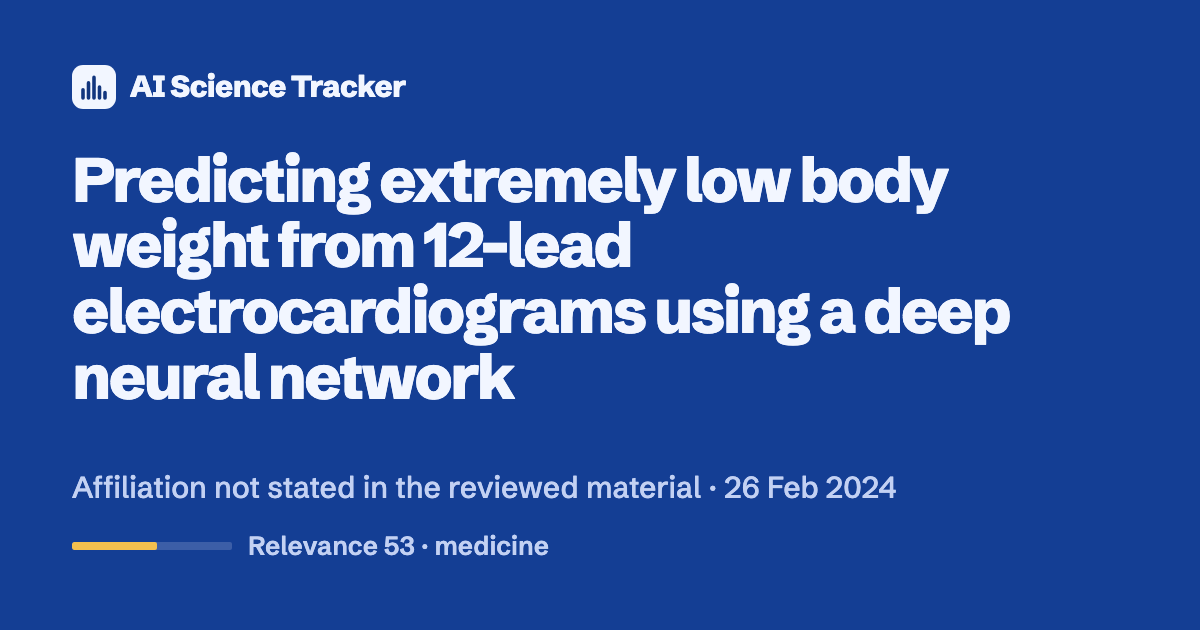 AI Science Tracker
Predicting extremely low body
weight from 12-lead
electrocardiograms using a deep
neural network
Affiliation not stated in the reviewed material · 26 Feb 2024
Relevance 53 · medicine